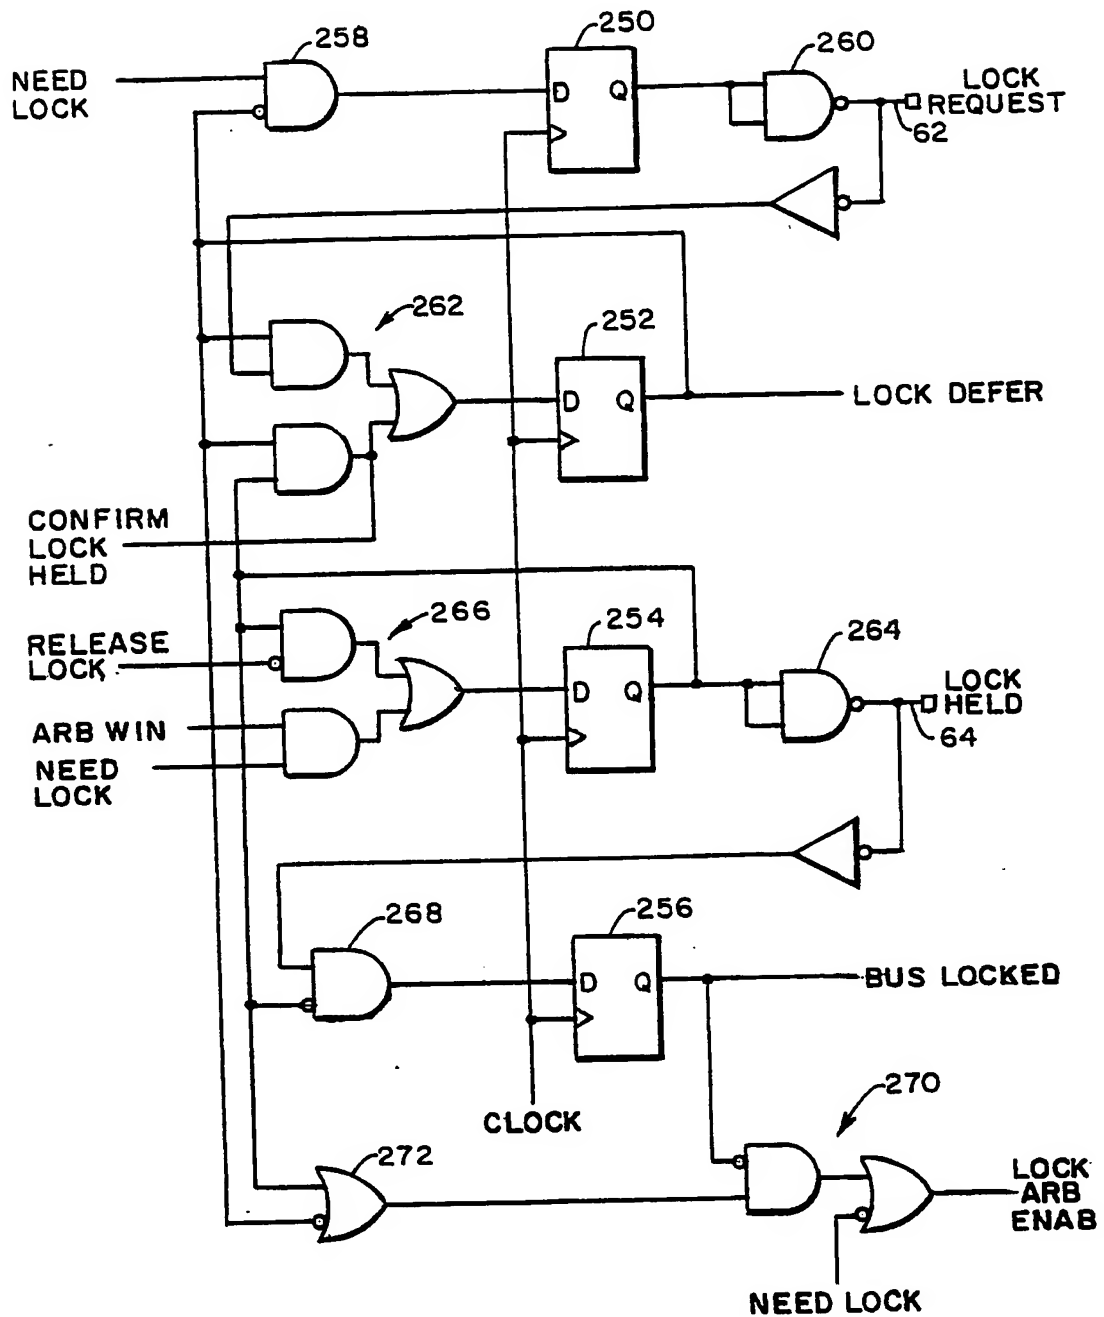 258
250
260
NEED
LOCK
D Q
LOCK
REQUEST
62
262
252
D Q
LOCK DEFER
CONFIRM
LOCK
HELD
266
254
264
RELEASE
LOCK
D Q
LOCK
HELD
64
ARB WIN
NEED
LOCK
268
256
D Q
BUS LOCKED
CLOCK
270
272
LOCK
ARB
ENAB
NEED LOCK